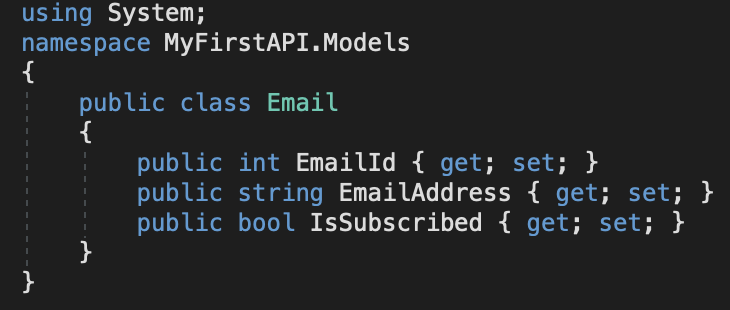 using System;
namespace MyFirstAPI.Models
{
    public class Email
    {
        public int EmailId { get; set; }
        public string EmailAddress { get; set; }
        public bool IsSubscribed { get; set; }
    }
}